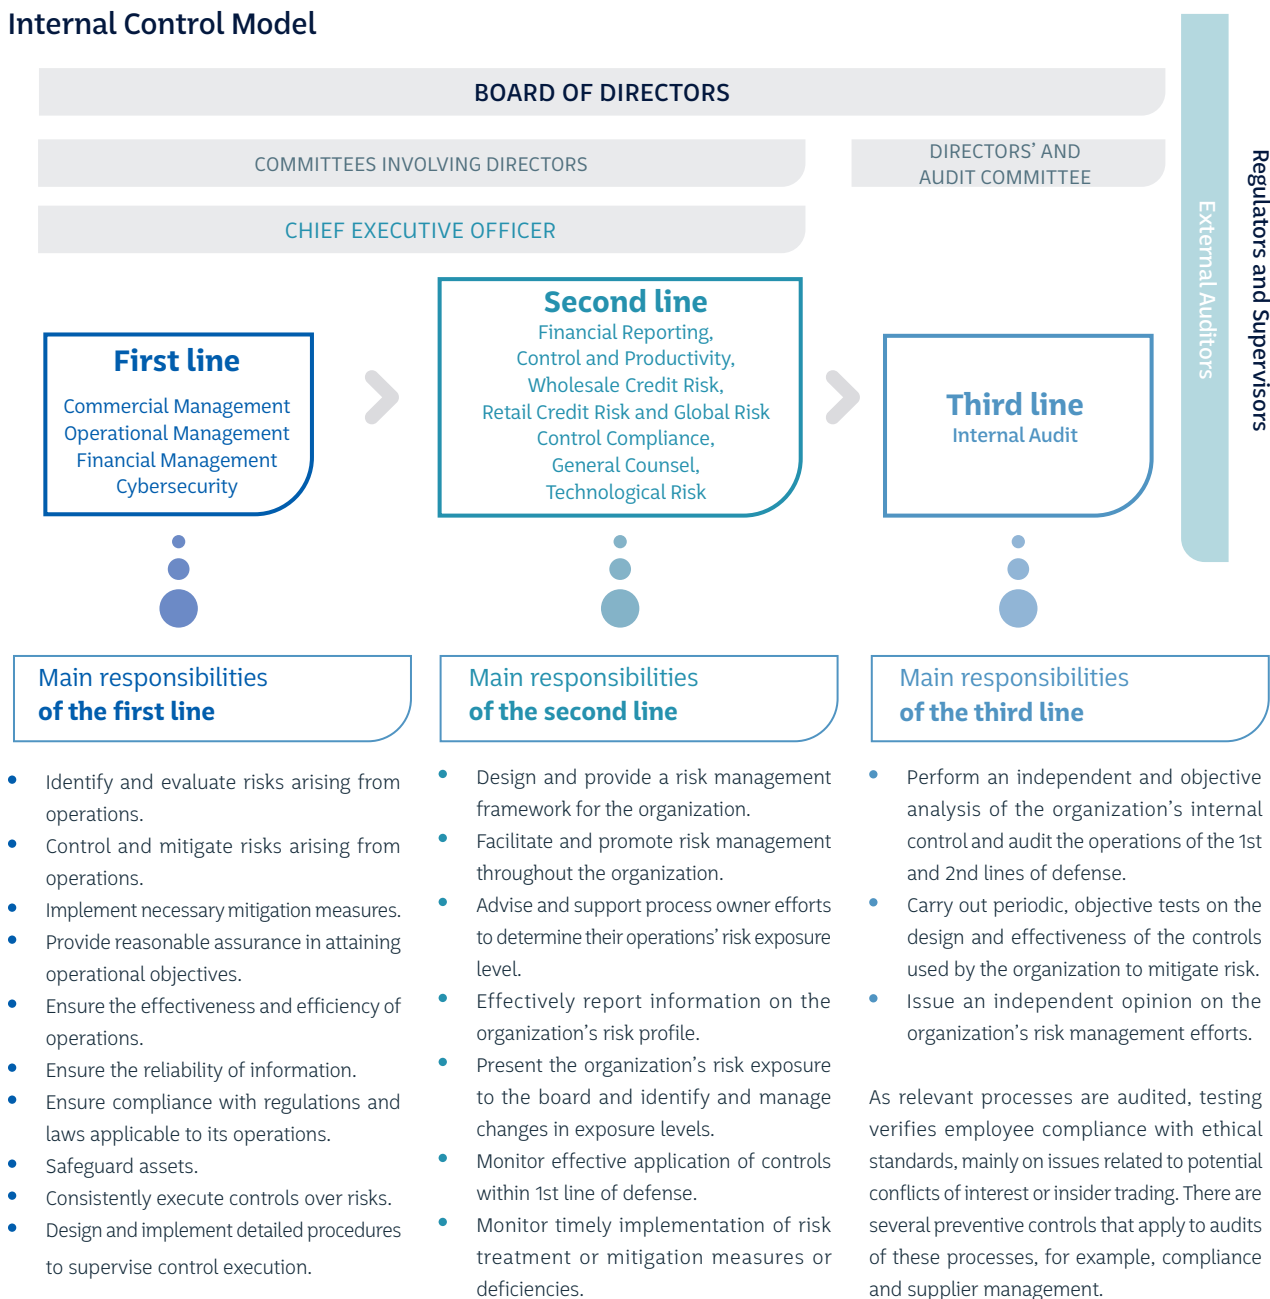 Internal Control Model
BOARD OF DIRECTORS
COMMITTEES INVOLVING DIRECTORS
DIRECTORS’ AND
AUDIT COMMITTEE
CHIEF EXECUTIVE OFFICER
External Auditors
Regulators and Supervisors
First line
Commercial Management
Operational Management
Financial Management
Cybersecurity
Second line
Financial Reporting,
Control and Productivity,
Wholesale Credit Risk,
Retail Credit Risk and Global Risk
Control Compliance,
General Counsel,
Technological Risk
Third line
Internal Audit
Main responsibilities
of the first line
• Identify and evaluate risks arising from
operations.
• Control and mitigate risks arising from
operations.
• Implement necessary mitigation measures.
• Provide reasonable assurance in attaining
operational objectives.
• Ensure the effectiveness and efficiency of
operations.
• Ensure the reliability of information.
• Ensure compliance with regulations and
laws applicable to its operations.
• Safeguard assets.
• Consistently execute controls over risks.
• Design and implement detailed procedures
to supervise control execution.
Main responsibilities
of the second line
• Design and provide a risk management
framework for the organization.
• Facilitate and promote risk management
throughout the organization.
• Advise and support process owner efforts
to determine their operations’ risk exposure
level.
• Effectively report information on the
organization’s risk profile.
• Present the organization’s risk exposure
to the board and identify and manage
changes in exposure levels.
• Monitor effective application of controls
within 1st line of defense.
• Monitor timely implementation of risk
treatment or mitigation measures or
deficiencies.
Main responsibilities
of the third line
• Perform an independent and objective
analysis of the organization’s internal
control and audit the operations of the 1st
and 2nd lines of defense.
• Carry out periodic, objective tests on the
design and effectiveness of the controls
used by the organization to mitigate risk.
• Issue an independent opinion on the
organization’s risk management efforts.
As relevant processes are audited, testing
verifies employee compliance with ethical
standards, mainly on issues related to potential
conflicts of interest or insider trading. There are
several preventive controls that apply to audits
of these processes, for example, compliance
and supplier management.